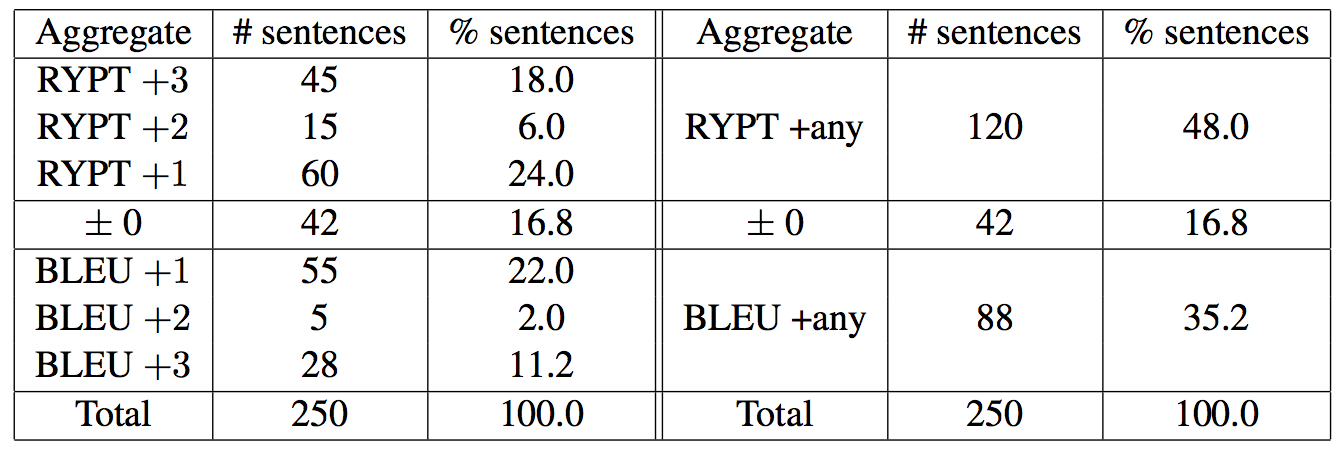 Aggregate # sentences % sentences Aggregate # sentences % sentences
RYPT +3 45 18.0
RYPT +2 15 6.0 RYPT +any 120 48.0
RYPT +1 60 24.0
± 0 42 16.8 ± 0 42 16.8
BLEU +1 55 22.0
BLEU +2 5 2.0 BLEU +any 88 35.2
BLEU +3 28 11.2
Total 250 100.0 Total 250 100.0